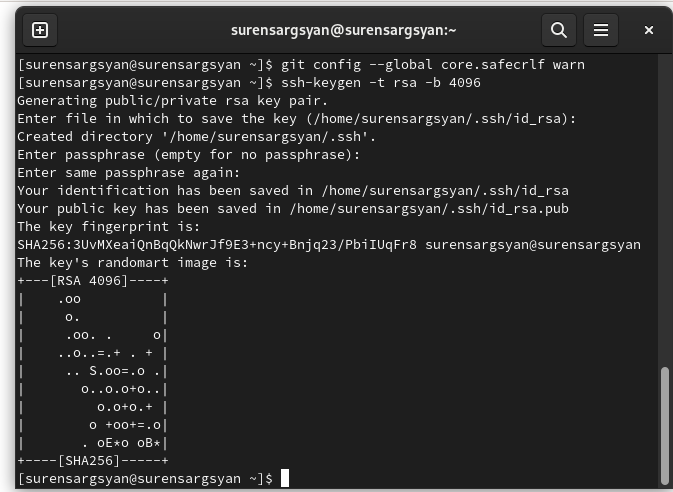 surensargsyan@surensargsyan:~
[surensargsyan@surensargsyan ~]$ git config --global core.safecrlf warn
[surensargsyan@surensargsyan ~]$ ssh-keygen -t rsa -b 4096
Generating public/private rsa key pair.
Enter file in which to save the key (/home/surensargsyan/.ssh/id_rsa):
Created directory '/home/surensargsyan/.ssh'.
Enter passphrase (empty for no passphrase):
Enter same passphrase again:
Your identification has been saved in /home/surensargsyan/.ssh/id_rsa
Your public key has been saved in /home/surensargsyan/.ssh/id_rsa.pub
The key fingerprint is:
SHA256:3UvMXeaiQnBqQkNwrJf9E3+ncy+Bnjq23/PbiIUqFr8 surensargsyan@surensargsyan
The key's randomart image is:
+---[RSA 4096]----+
|    .oo          |
|     o.          |
|     .oo. .     o|
|    ..o..=.+ . + |
|     .. S.oo=.o .|
|       o..o.o+o..|
|         o.o+o.+ |
|        o +oo+=.o|
|       . oE*o oB*|
+----[SHA256]-----+
[surensargsyan@surensargsyan ~]$